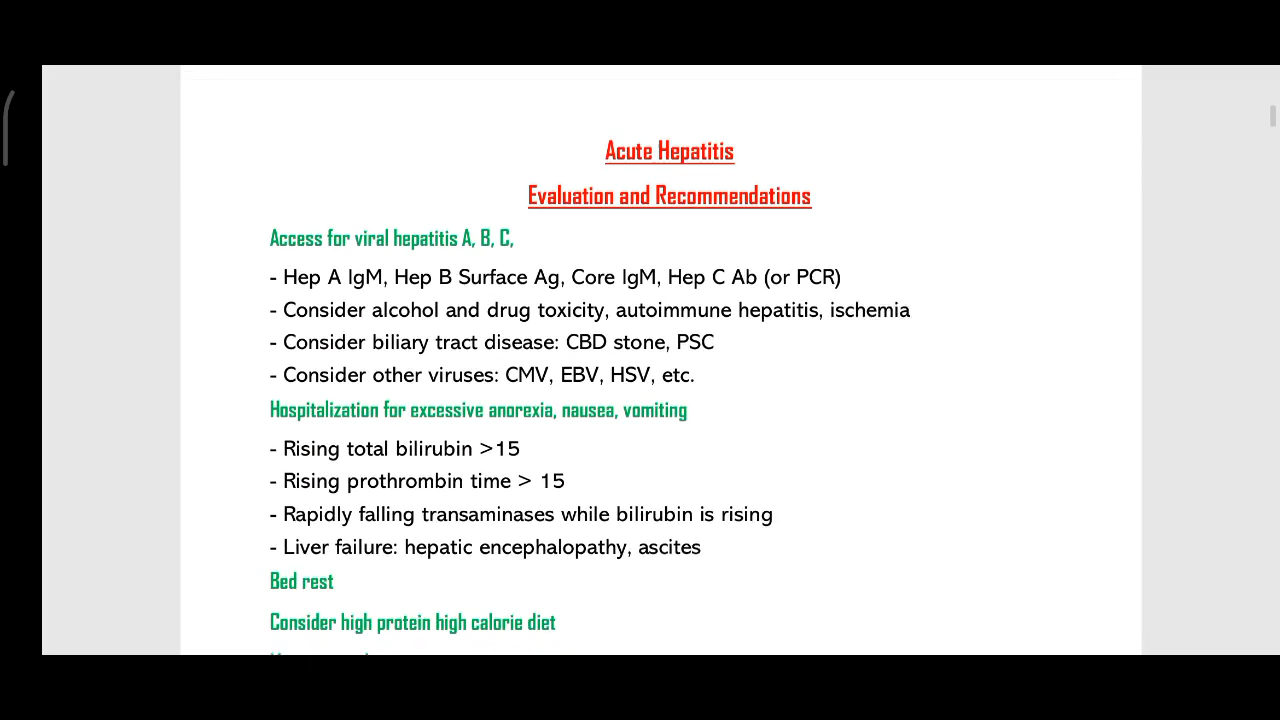 Acute Hepatitis
Evaluation and Recommendations
Access for viral hepatitis A, B, C,
- Hep A IgM, Hep B Surface Ag, Core IgM, Hep C Ab (or PCR)
- Consider alcohol and drug toxicity, autoimmune hepatitis, ischemia
- Consider biliary tract disease: CBD stone, PSC
- Consider other viruses: CMV, EBV, HSV, etc.
Hospitalization for excessive anorexia, nausea, vomiting
- Rising total bilirubin >15
- Rising prothrombin time > 15
- Rapidly falling transaminases while bilirubin is rising
- Liver failure: hepatic encephalopathy, ascites
Bed rest
Consider high protein high calorie diet